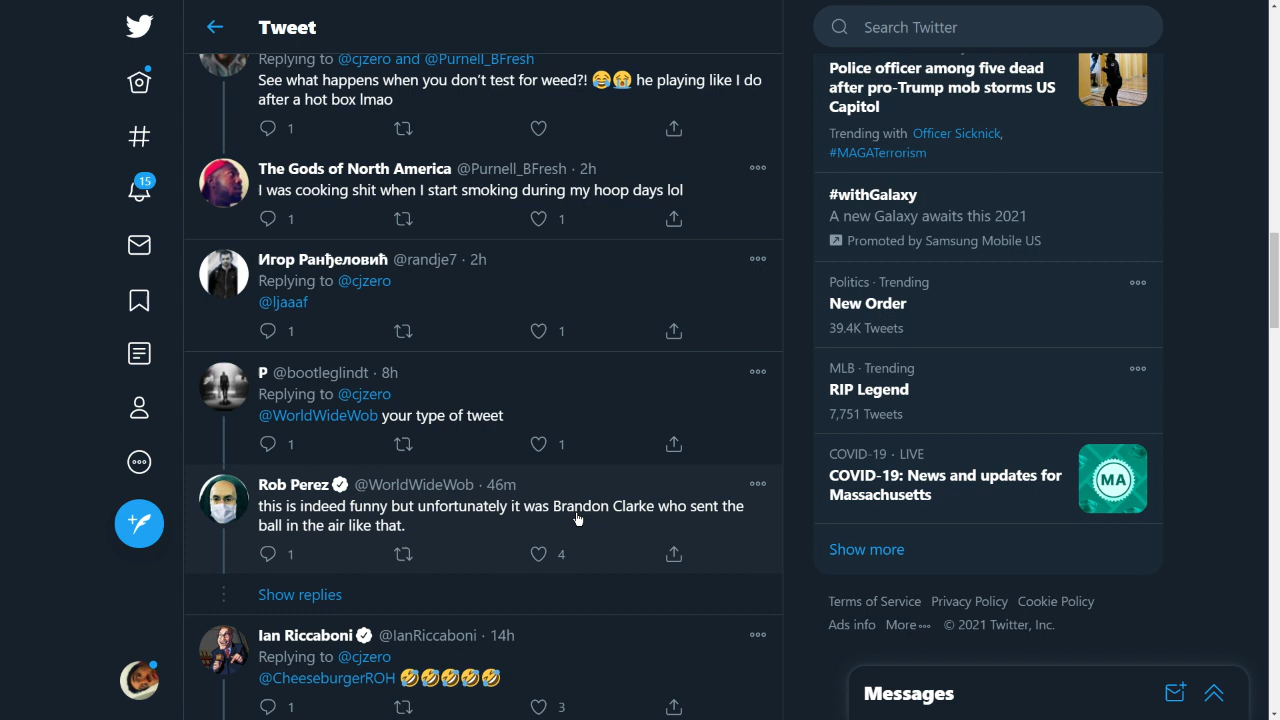 15
Tweet
Replying to @cjzero and @Purnell_BFresh
See what happens when you don't test for weed?! 😂😭 he playing like I do
after a hot box lmao
1
The Gods of North America @Purnell_BFresh · 2h
I was cooking shit when I start smoking during my hoop days lol
1 1
Игор Ранђеловић @randje7 · 2h
Replying to @cjzero
@ljaaaf
1 1
P @bootleglindt · 8h
Replying to @cjzero
@WorldWideWob your type of tweet
1 1
Rob Perez @WorldWideWob · 46m
this is indeed funny but unfortunately it was Brandon Clarke who sent the
ball in the air like that.
1 4
Show replies
Ian Riccaboni @IanRiccaboni · 14h
Replying to @cjzero
@CheeseburgerROH 🤣🤣🤣🤣🤣
1 3
Search Twitter
Police officer among five dead
after pro-Trump mob storms US
Capitol
Trending with Officer Sicknick,
#MAGATerrorism
#withGalaxy
A new Galaxy awaits this 2021
Promoted by Samsung Mobile US
Politics · Trending
New Order
39.4K Tweets
MLB · Trending
RIP Legend
7,751 Tweets
COVID-19 · LIVE
COVID-19: News and updates for
Massachusetts
MA
Show more
Terms of Service Privacy Policy Cookie Policy
Ads info More © 2021 Twitter, Inc.
Messages